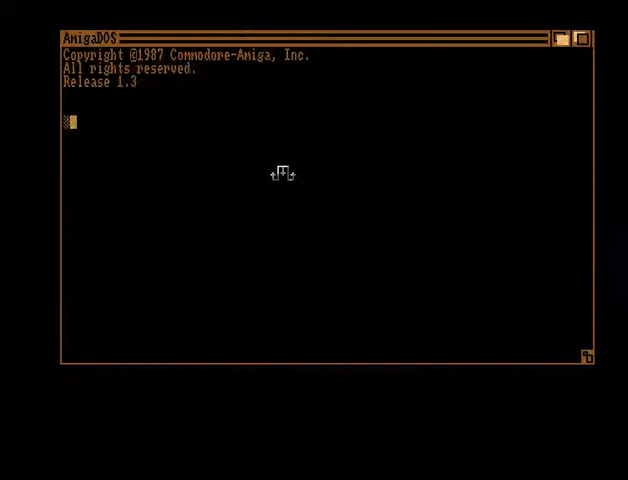 AmigaDOS
Copyright ©1987 Commodore-Amiga, Inc.
All rights reserved.
Release 1.3